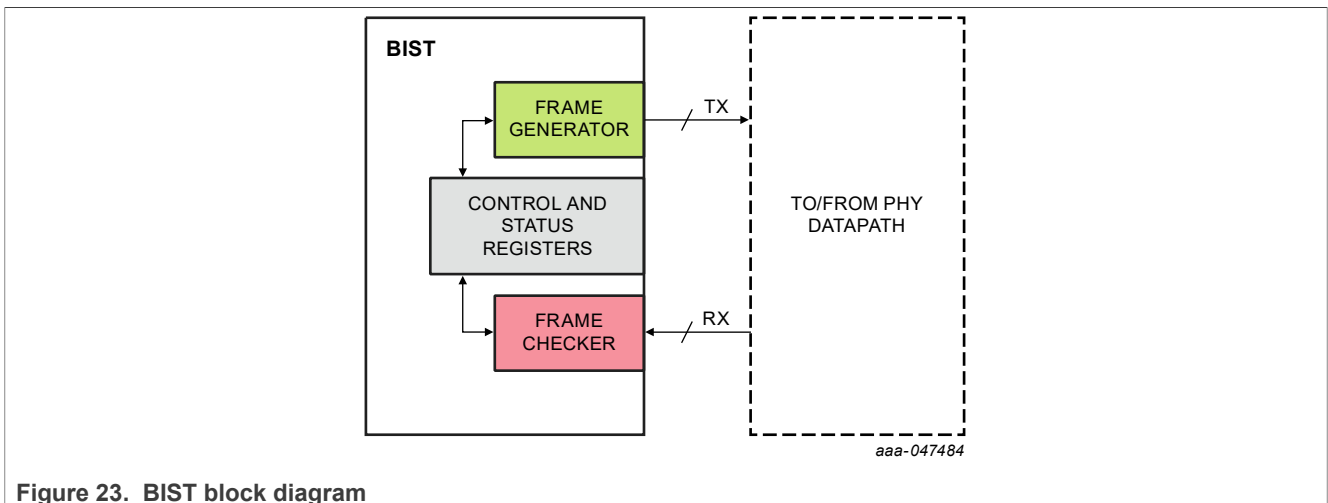 BIST
FRAME
GENERATOR
TX
CONTROL AND
STATUS
REGISTERS
TO/FROM PHY
DATAPATH
FRAME
CHECKER
RX
aaa-047484
Figure 23. BIST block diagram